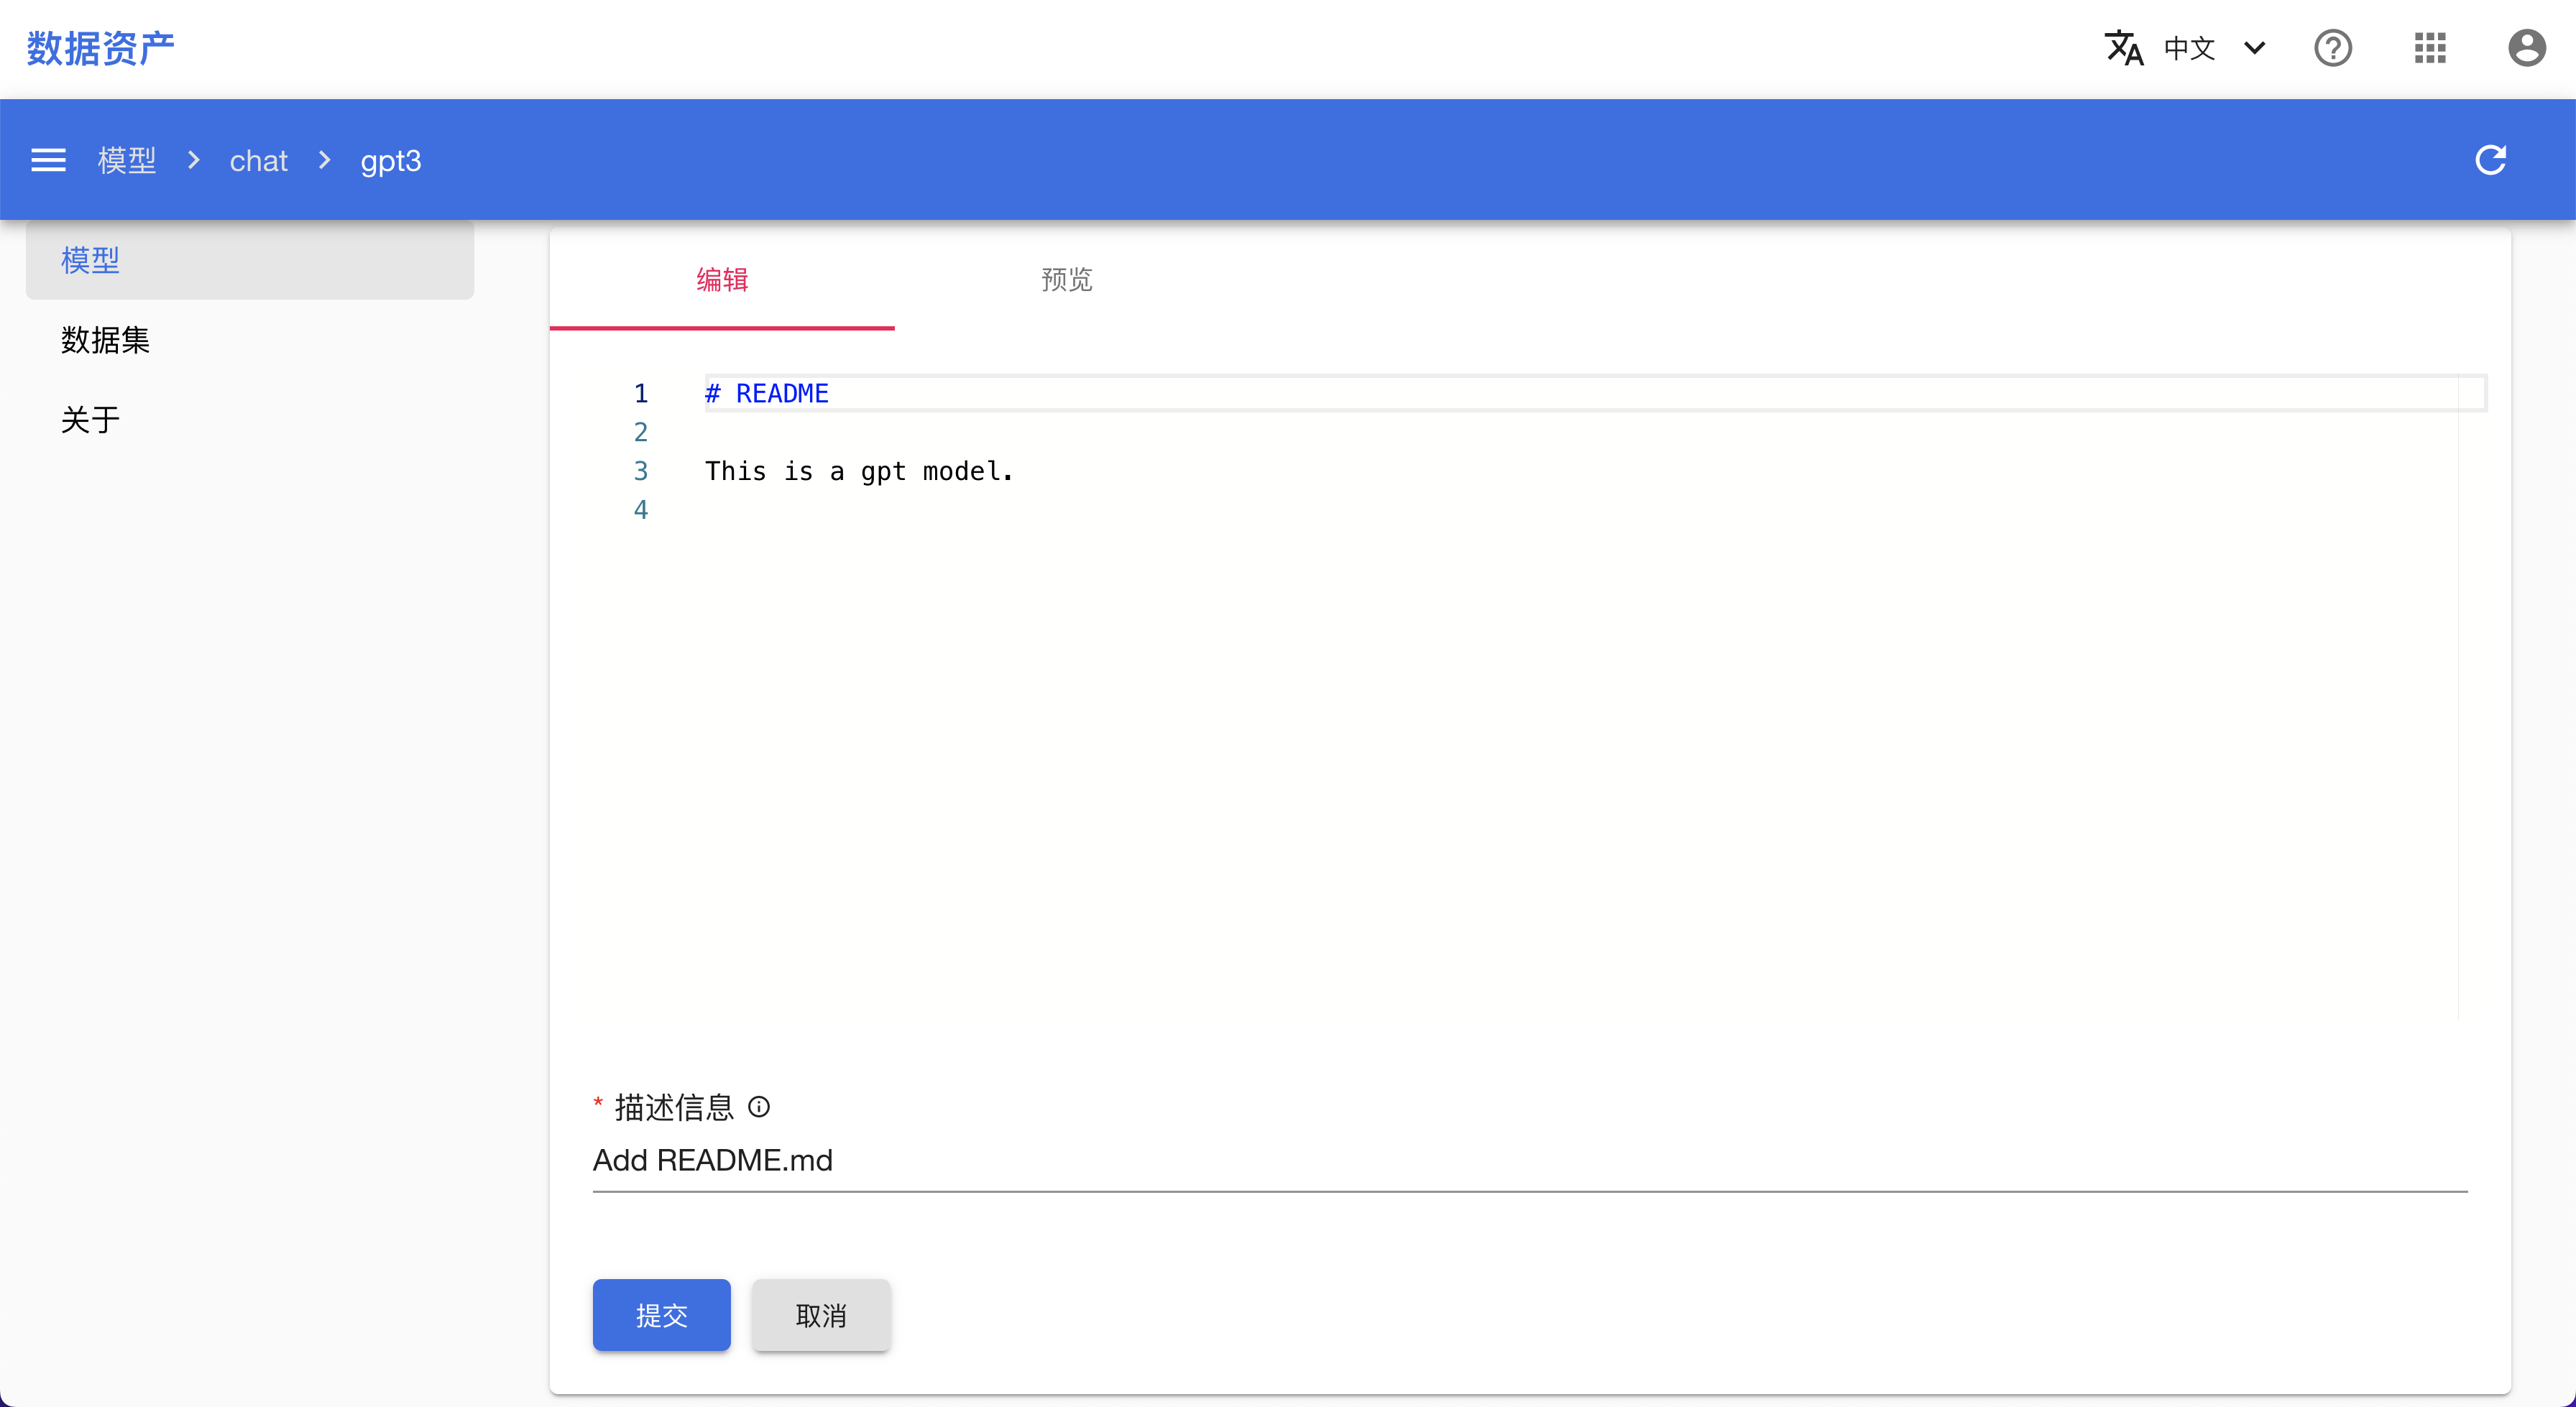 数据资产
中文
模型 chat gpt3
模型
数据集
关于
编辑
预览
1 # README
2
3 This is a gpt model.
4
* 描述信息
Add README.md
提交
取消